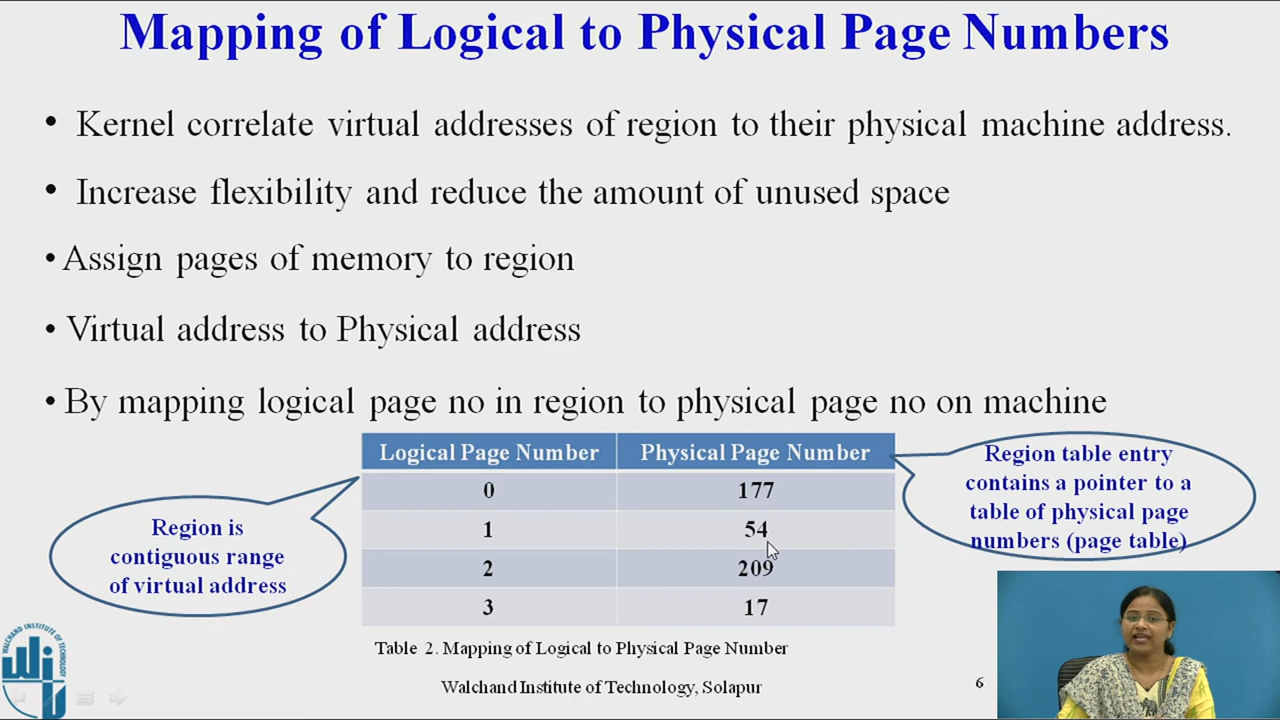 Mapping of Logical to Physical Page Numbers
• Kernel correlate virtual addresses of region to their physical machine address.
• Increase flexibility and reduce the amount of unused space
• Assign pages of memory to region
• Virtual address to Physical address
• By mapping logical page no in region to physical page no on machine
Logical Page Number Physical Page Number
0 177
1 54
2 209
3 17
Region is
contiguous range
of virtual address
Region table entry
contains a pointer to a
table of physical page
numbers (page table)
Table 2. Mapping of Logical to Physical Page Number
Walchand Institute of Technology, Solapur
6
WALCHAND INSTITUTE OF TECHNOLOGY
WIT